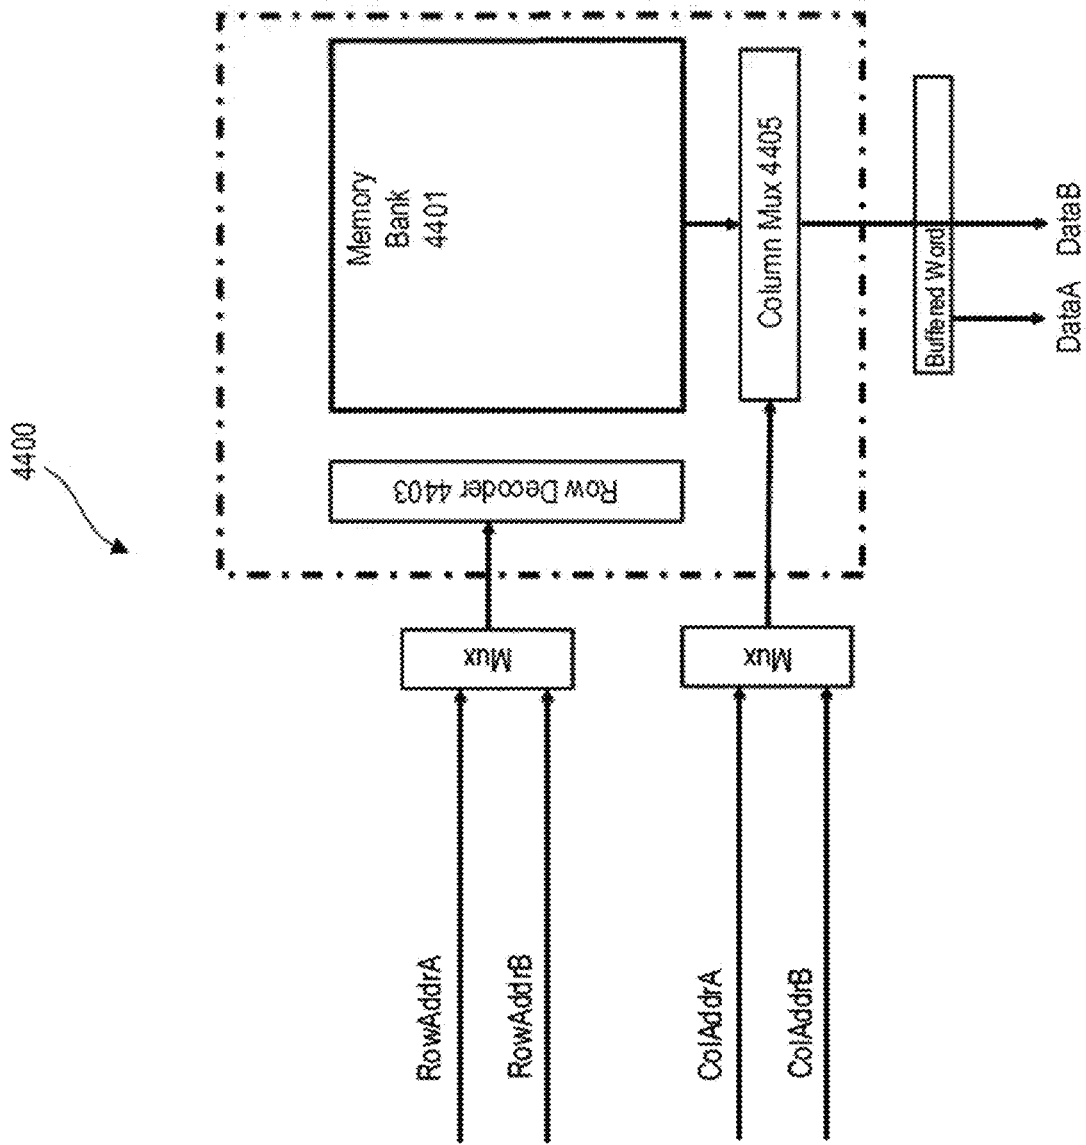 4400
Memory
Bank
4401
Row Decoder 4403
Mux
RowAddrA
RowAddrB
Column Mux 4405
Mux
ColAddrA
ColAddrB
Buffered Word
DataA
DataB